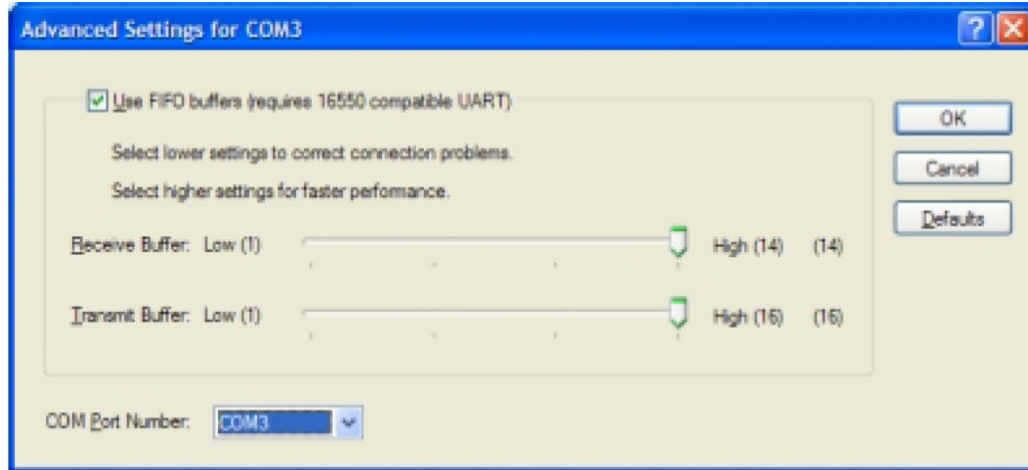 Advanced Settings for COM3
Use FIFO buffers (requires 16550 compatible UART)
OK
Select lower settings to correct connection problems.
Cancel
Select higher settings for faster performance.
Defaults
Receive Buffer: Low (1) High (14) (14)
Transmit Buffer: Low (1) High (16) (16)
COM Port Number: COM3